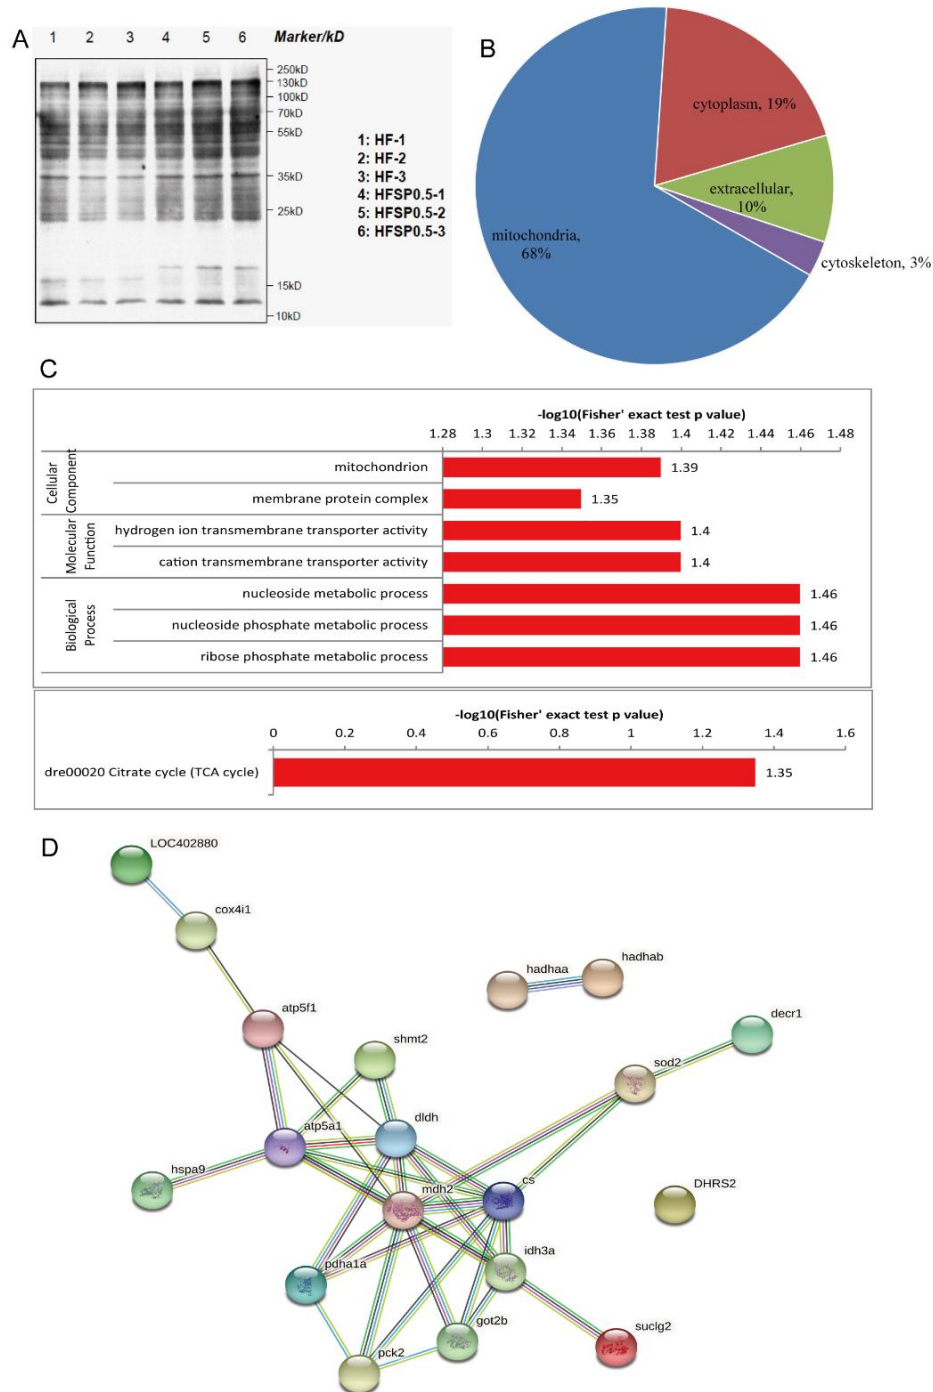 A
1 2 3 4 5 6 Marker/kD
250kD
130kD
100kD
70kD
55kD
35kD
25kD
15kD
10kD
1: HF-1
2: HF-2
3: HF-3
4: HFSP0.5-1
5: HFSP0.5-2
6: HFSP0.5-3
B
cytoplasm, 19%
extracellular,
10%
mitochondria,
68%
cytoskeleton, 3%
C
-log10(Fisher' exact test p value)
1.28 1.3 1.32 1.34 1.36 1.38 1.4 1.42 1.44 1.46 1.48
Cellular
Component
mitochondrion 1.39
membrane protein complex 1.35
Molecular
Function
hydrogen ion transmembrane transporter activity 1.4
cation transmembrane transporter activity 1.4
Biological
Process
nucleoside metabolic process 1.46
nucleoside phosphate metabolic process 1.46
ribose phosphate metabolic process 1.46
-log10(Fisher' exact test p value)
0 0.2 0.4 0.6 0.8 1 1.2 1.4 1.6
dre00020 Citrate cycle (TCA cycle) 1.35
D
LOC402880
cox4i1
hadhaa
hadhab
atp5f1
decr1
shmt2
sod2
dldh
atp5a1
hspa9
cs
mdh2
DHRS2
idh3a
pdha1a
got2b
suclg2
pck2